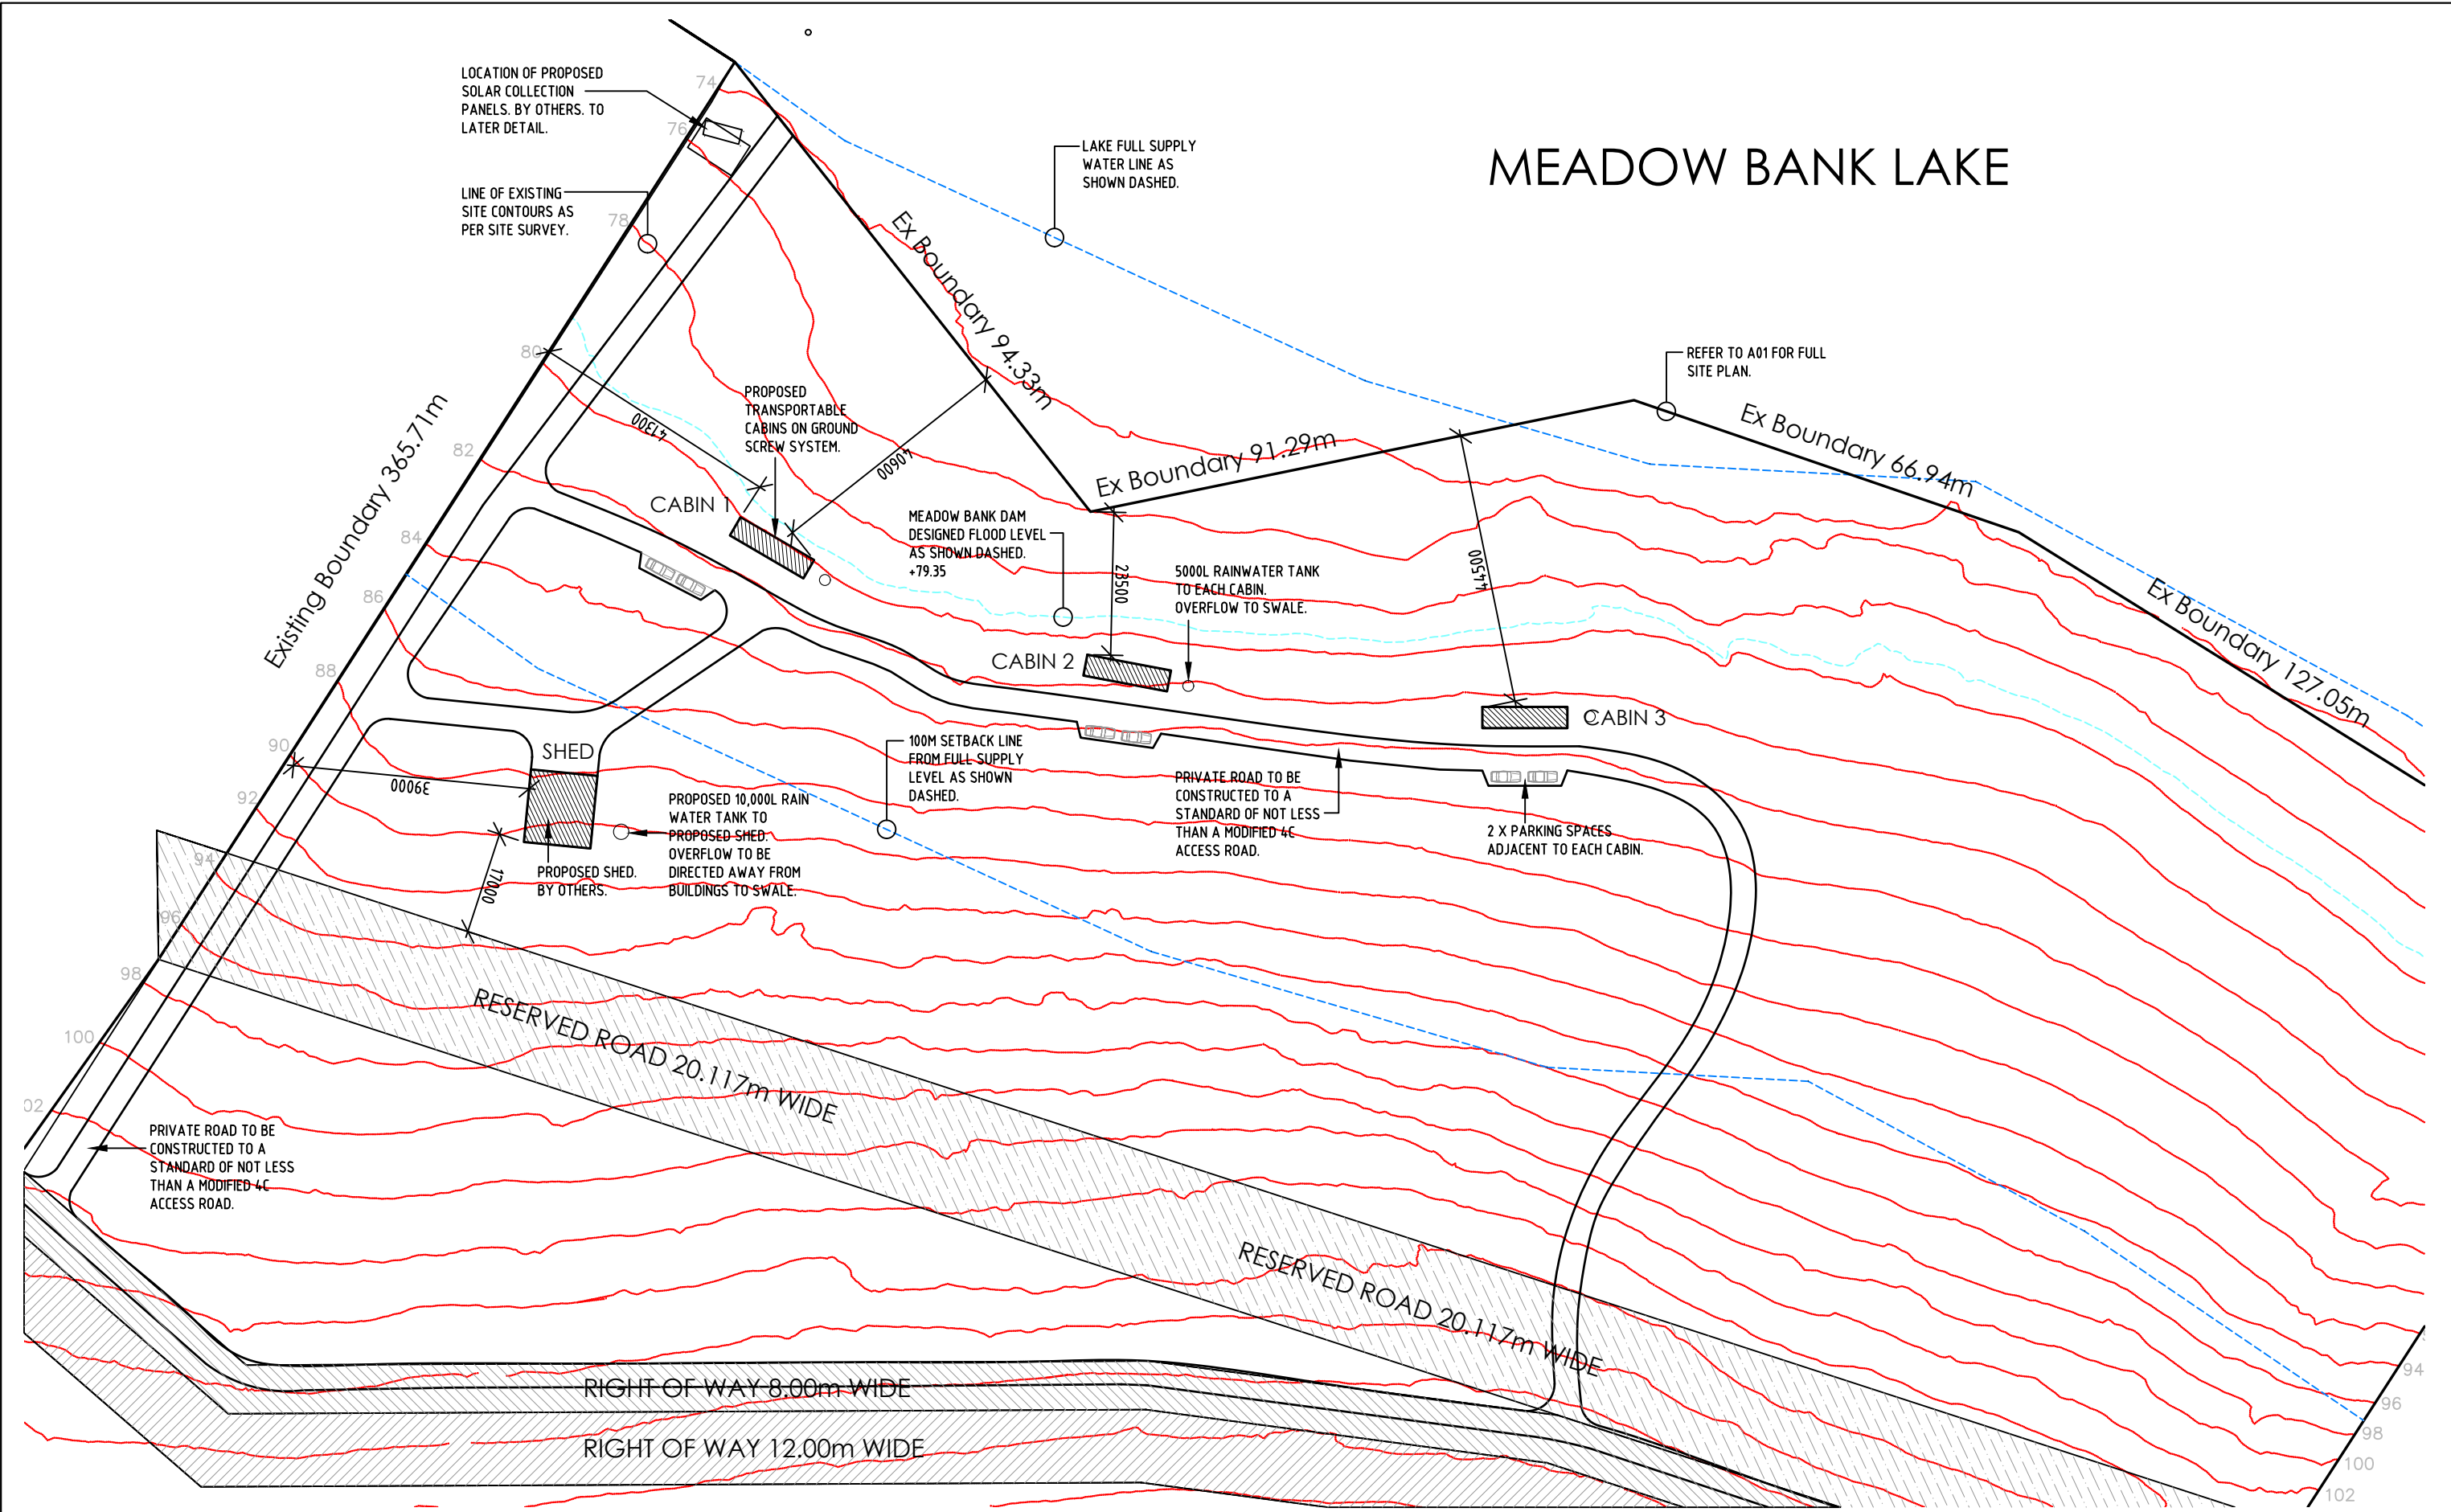 LOCATION OF PROPOSED
SOLAR COLLECTION
PANELS. BY OTHERS. TO
LATER DETAIL.
LINE OF EXISTING
SITE CONTOURS AS
PER SITE SURVEY.
LAKE FULL SUPPLY
WATER LINE AS
SHOWN DASHED.
MEADOW BANK LAKE
REFER TO A01 FOR FULL
SITE PLAN.
Ex Boundary 94.33m
Ex Boundary 91.29m
Ex Boundary 66.94m
Ex Boundary 127.05m
Existing Boundary 365.71m
74
76
78
80
82
84
86
88
90
92
94
96
98
100
02
41300
40600
23500
44500
39000
17000
PROPOSED
TRANSPORTABLE
CABINS ON GROUND
SCREW SYSTEM.
CABIN 1
MEADOW BANK DAM
DESIGNED FLOOD LEVEL
AS SHOWN DASHED.
+79.35
5000L RAINWATER TANK
TO EACH CABIN.
OVERFLOW TO SWALE.
CABIN 2
CABIN 3
SHED
100M SETBACK LINE
FROM FULL SUPPLY
LEVEL AS SHOWN
DASHED.
PROPOSED 10,000L RAIN
WATER TANK TO
PROPOSED SHED.
OVERFLOW TO BE
DIRECTED AWAY FROM
BUILDINGS TO SWALE.
PROPOSED SHED.
BY OTHERS.
PRIVATE ROAD TO BE
CONSTRUCTED TO A
STANDARD OF NOT LESS
THAN A MODIFIED 4C
ACCESS ROAD.
2 X PARKING SPACES
ADJACENT TO EACH CABIN.
RESERVED ROAD 20.117m WIDE
PRIVATE ROAD TO BE
CONSTRUCTED TO A
STANDARD OF NOT LESS
THAN A MODIFIED 4C
ACCESS ROAD.
RESERVED ROAD 20.117m WIDE
RIGHT OF WAY 8.00m WIDE
RIGHT OF WAY 12.00m WIDE
94
96
98
100
102